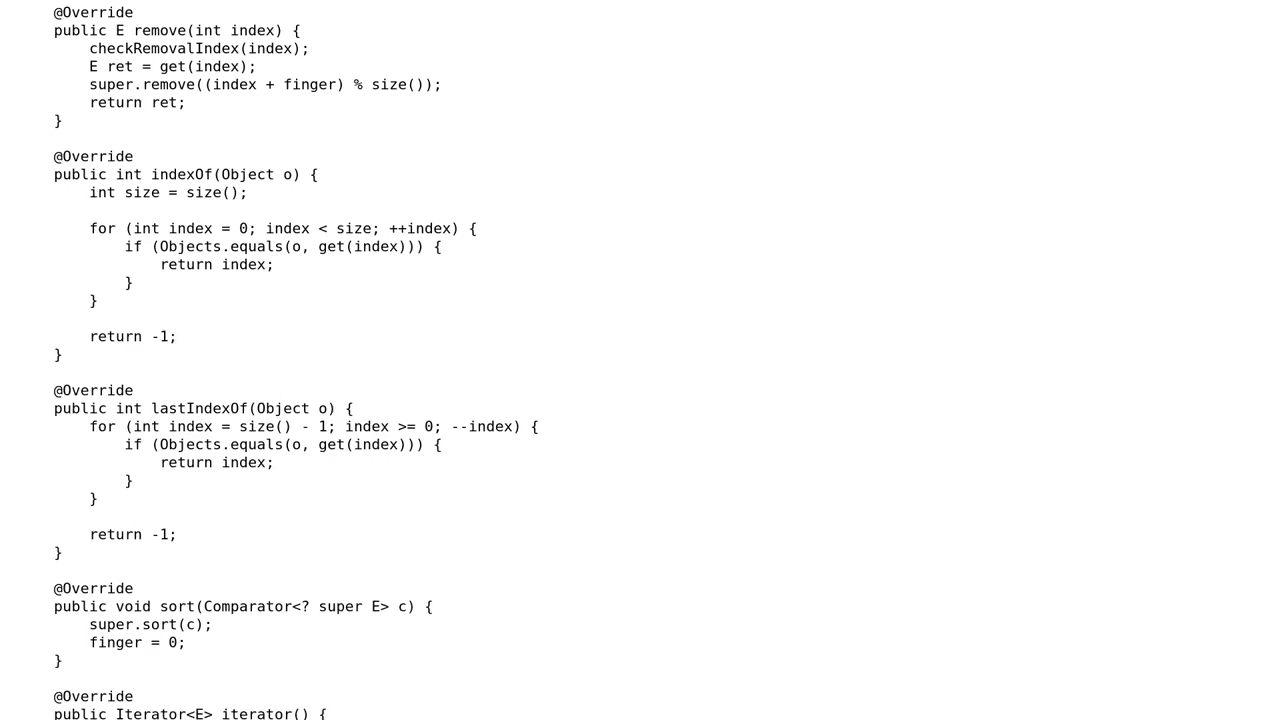 @Override
public E remove(int index) {
checkRemovalIndex(index);
E ret = get(index);
super.remove((index + finger) % size());
return ret;
}
@Override
public int indexOf(Object o) {
int size = size();
for (int index = 0; index < size; ++index) {
if (Objects.equals(o, get(index))) {
return index;
}
}
return -1;
}
@Override
public int lastIndexOf(Object o) {
for (int index = size() - 1; index >= 0; --index) {
if (Objects.equals(o, get(index))) {
return index;
}
}
return -1;
}
@Override
public void sort(Comparator<? super E> c) {
super.sort(c);
finger = 0;
}
@Override
public Iterator<E> iterator() {